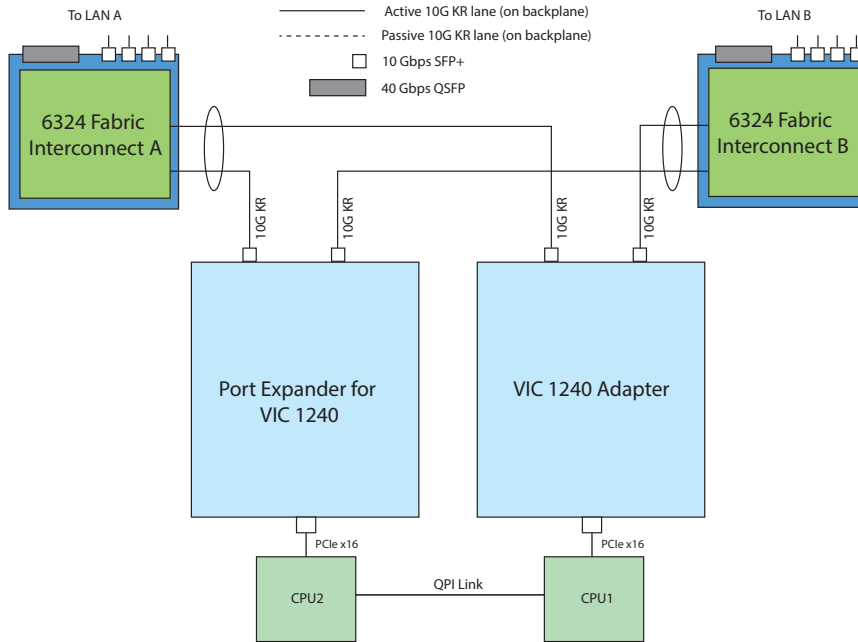 To LAN A
Active 10G KR lane (on backplane)
Passive 10G KR lane (on backplane)
10 Gbps SFP+
40 Gbps QSFP
To LAN B
6324 Fabric
Interconnect A
6324 Fabric
Interconnect B
10G KR
10G KR
10G KR
10G KR
Port Expander for
VIC 1240
VIC 1240 Adapter
PCIe x16
PCIe x16
CPU2
QPI Link
CPU1